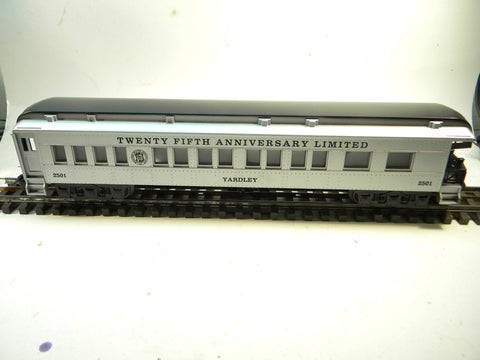 TWENTY FIFTH ANNIVERSARY LIMITED
2501
YARDLEY
2501